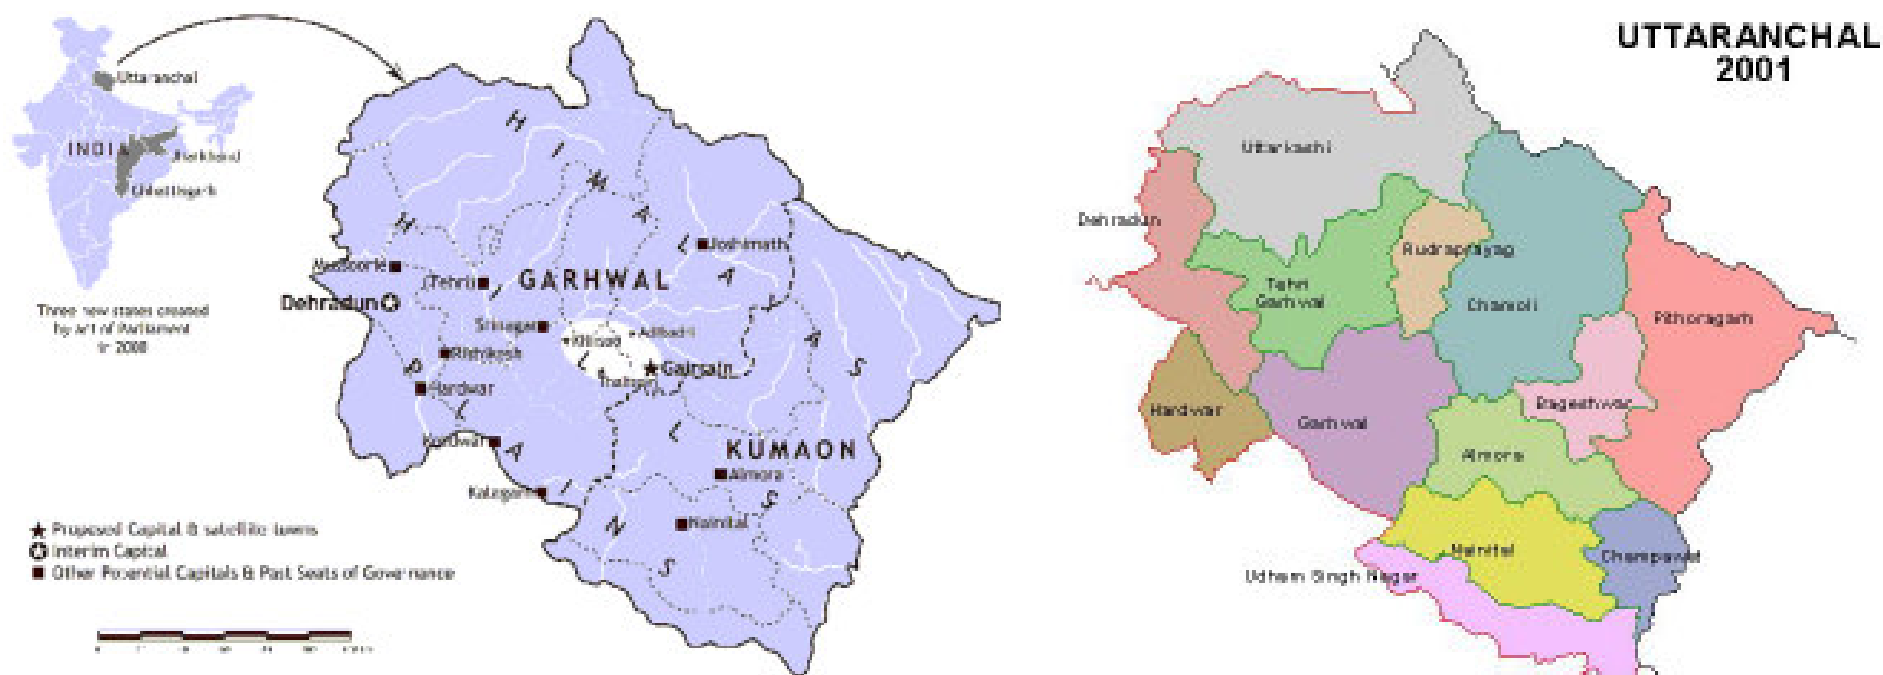 Uttaranchal
INDIA
Jharkhand
Chhattisgarh
Three new states created
by act of Parliament
in 2000
HIMALAYAS
HILLS
GARHWAL
KUMAON
Mussoorie
(Tehri)
Joshimath
Dehradun
Srinagar
Adibadri
Rishikesh
Gairsain
Thalisain
Hardwar
Kotdwar
Almora
Kalagarh
Nainital
Proposed Capital & satellite towns
Interim Capital
Other Potential Capitals & Past Seats of Governance
UTTARANCHAL
2001
Uttarkashi
Dehradun
Rudraprayag
Tehri
Garhwal
Chamoli
Pithoragarh
Hardwar
Garhwal
Bageshwar
Almora
Nainital
Champawat
Udham Singh Nagar